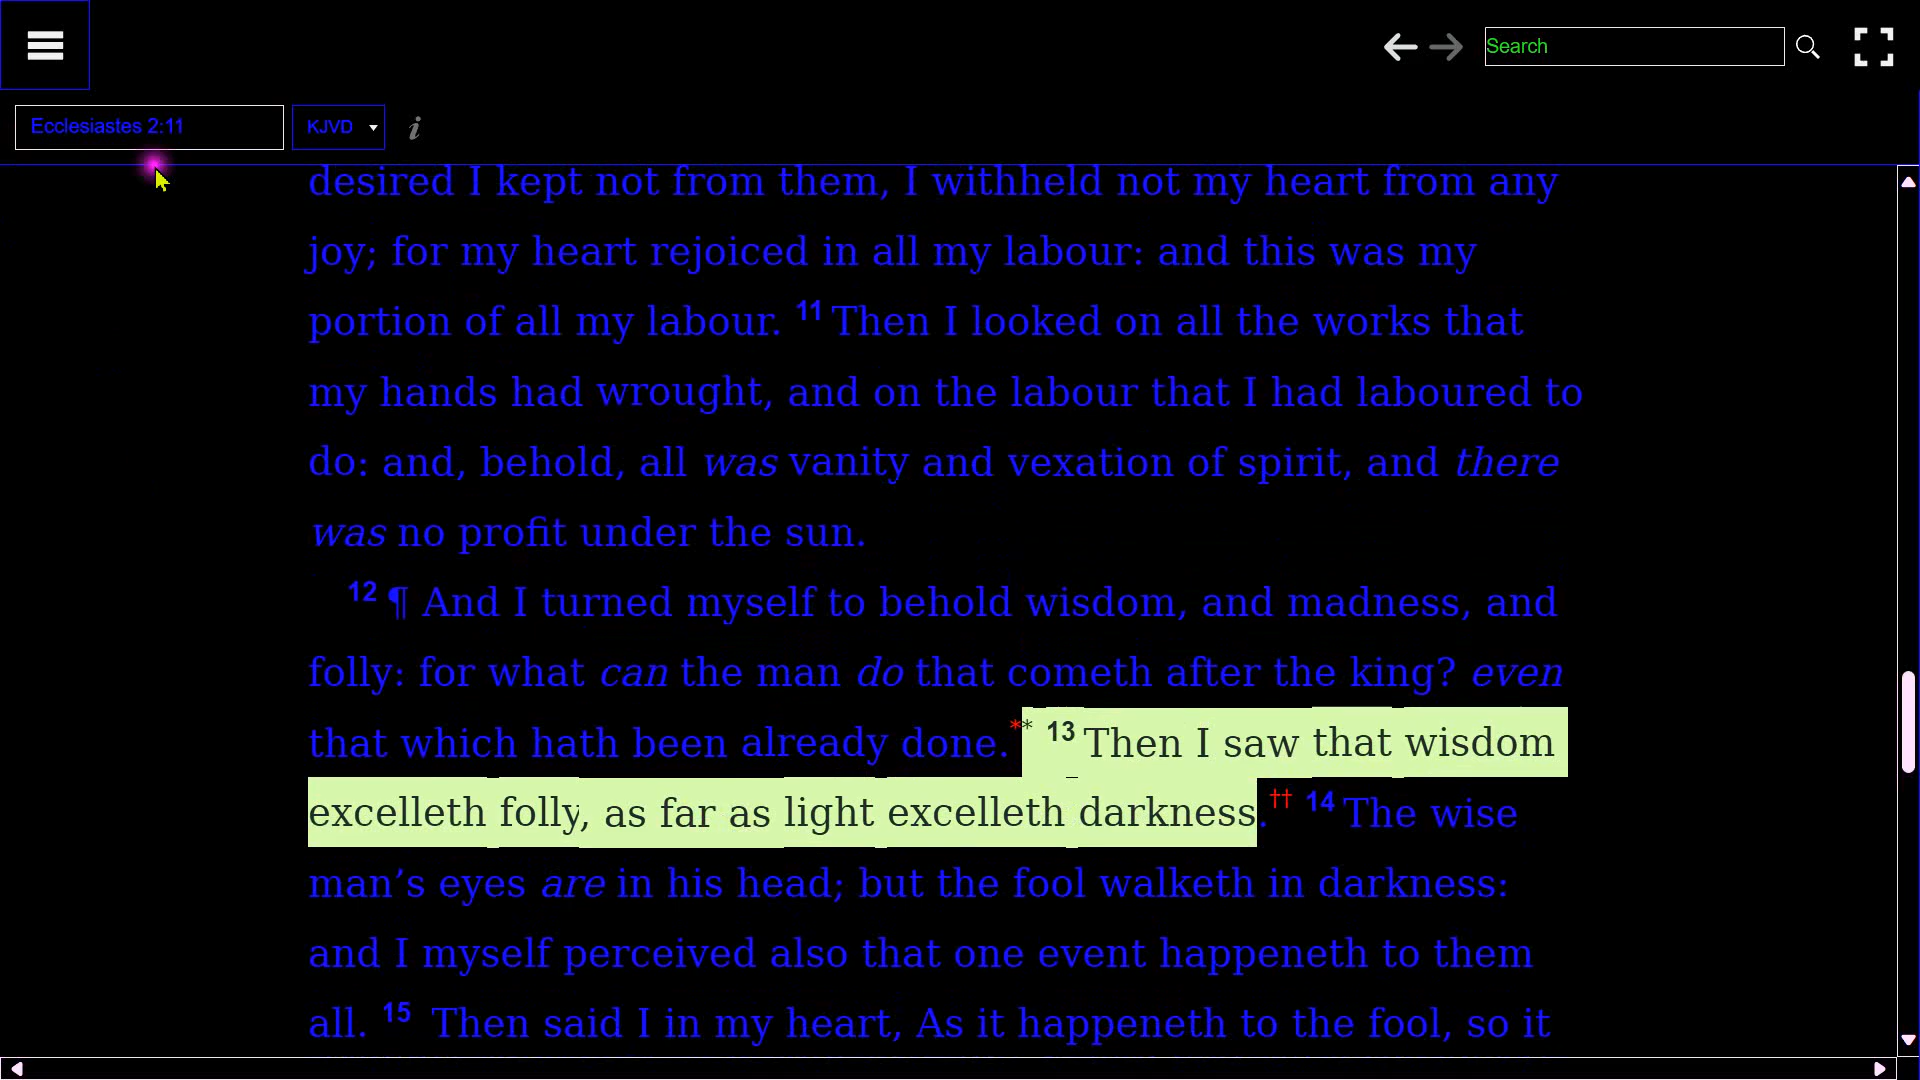 Search
Ecclesiastes 2:11 KJVD i
desired I kept not from them, I withheld not my heart from any
joy; for my heart rejoiced in all my labour: and this was my
portion of all my labour. 11 Then I looked on all the works that
my hands had wrought, and on the labour that I had laboured to
do: and, behold, all was vanity and vexation of spirit, and there
was no profit under the sun.
12 ¶ And I turned myself to behold wisdom, and madness, and
folly: for what can the man do that cometh after the king? even
that which hath been already done.** 13 Then I saw that wisdom
excelleth folly, as far as light excelleth darkness.†† 14 The wise
man’s eyes are in his head; but the fool walketh in darkness:
and I myself perceived also that one event happeneth to them
all. 15 Then said I in my heart, As it happeneth to the fool, so it